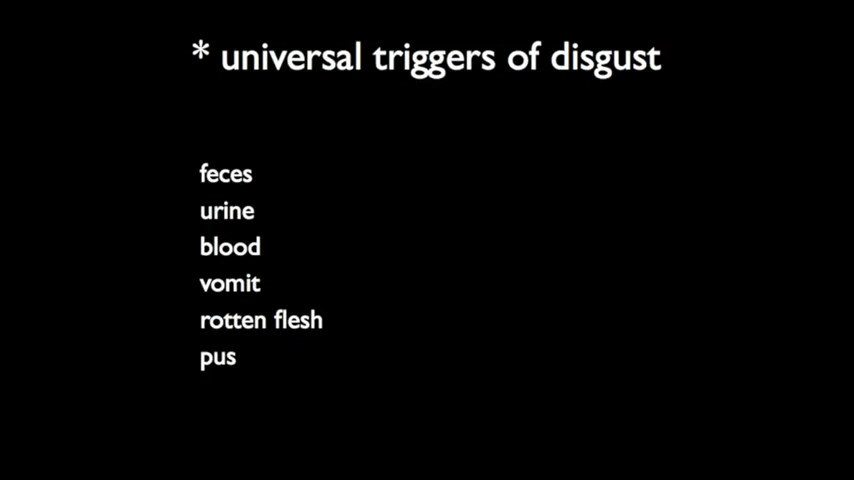 * universal triggers of disgust
feces
urine
blood
vomit
rotten flesh
pus